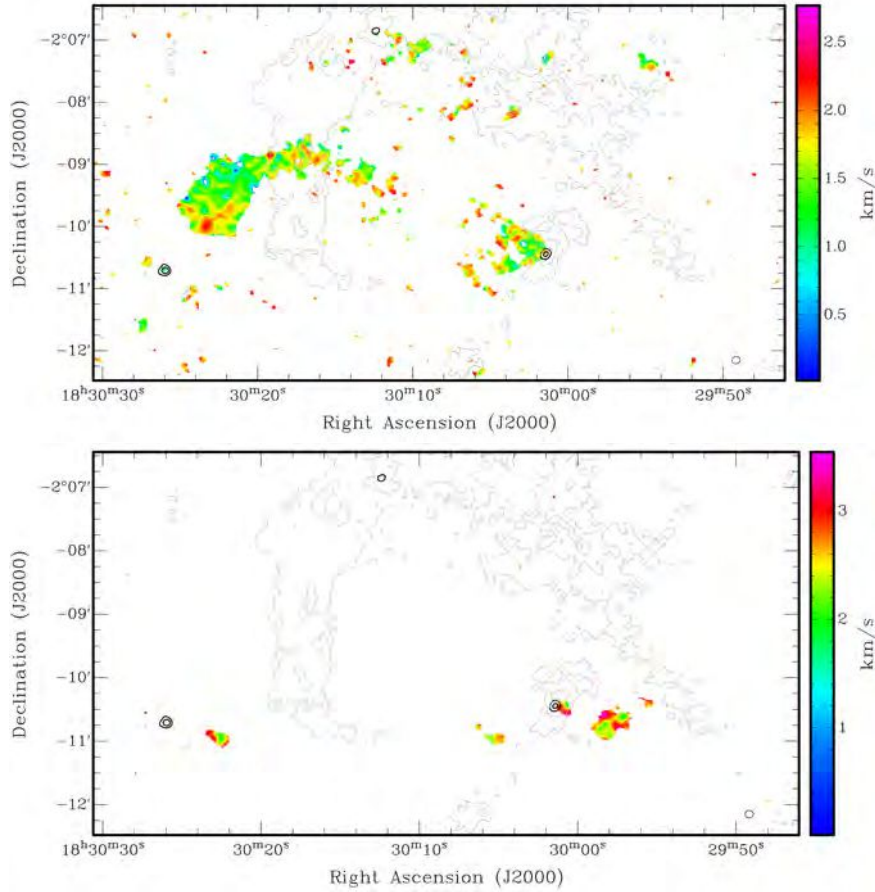 -2°07'
-08'
-09'
-10'
-11'
-12'
Declination (J2000)
18ʰ30ᵐ30ˢ
30ᵐ20ˢ
30ᵐ10ˢ
30ᵐ00ˢ
29ᵐ50ˢ
Right Ascension (J2000)
2.5
2.0
1.5
1.0
0.5
km/s
-2°07'
-08'
-09'
-10'
-11'
-12'
Declination (J2000)
18ʰ30ᵐ30ˢ
30ᵐ20ˢ
30ᵐ10ˢ
30ᵐ00ˢ
29ᵐ50ˢ
Right Ascension (J2000)
3
2
1
km/s